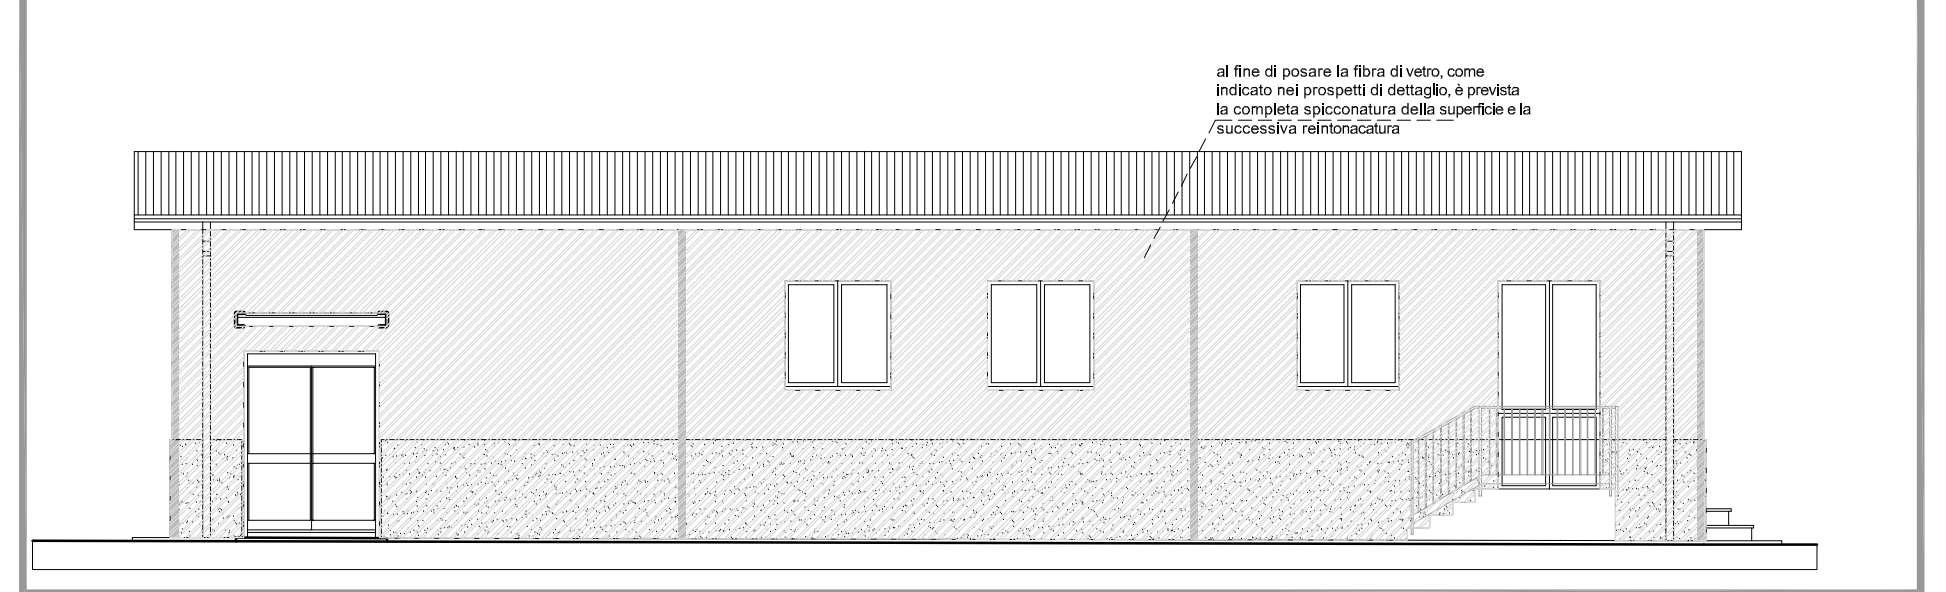 al fine di posare la fibra di vetro, come
indicato nei prospetti di dettaglio, è prevista
la completa spicconatura della superficie e la
successiva reintonacatura